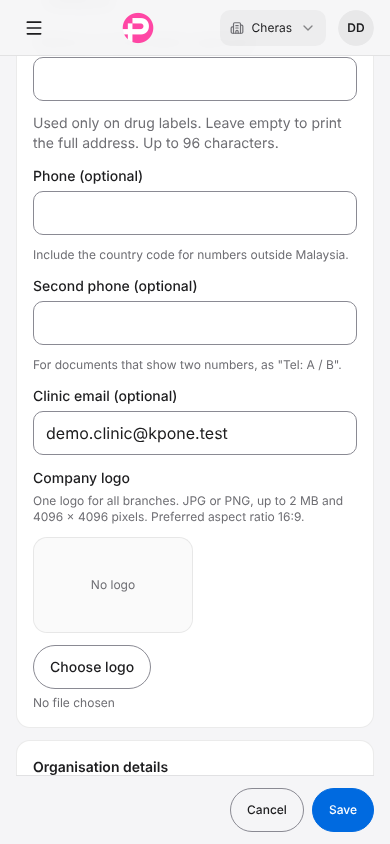 Cheras
DD
Used only on drug labels. Leave empty to print
the full address. Up to 96 characters.
Phone (optional)
Include the country code for numbers outside Malaysia.
Second phone (optional)
For documents that show two numbers, as "Tel: A / B".
Clinic email (optional)
demo.clinic@kpone.test
Company logo
One logo for all branches. JPG or PNG, up to 2 MB and
4096 × 4096 pixels. Preferred aspect ratio 16:9.
No logo
Choose logo
No file chosen
Organisation details
Cancel
Save